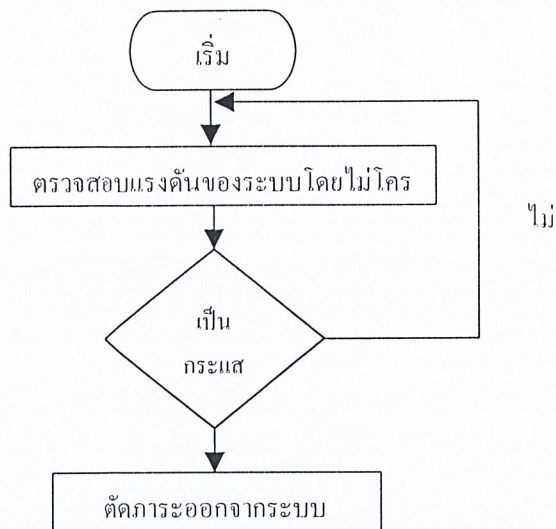 เริ่ม
ตรวจสอบแรงดันของระบบโดยไม่โคร
ไม่
เป็น
กระแส
ตัดภาระออกจากระบบ